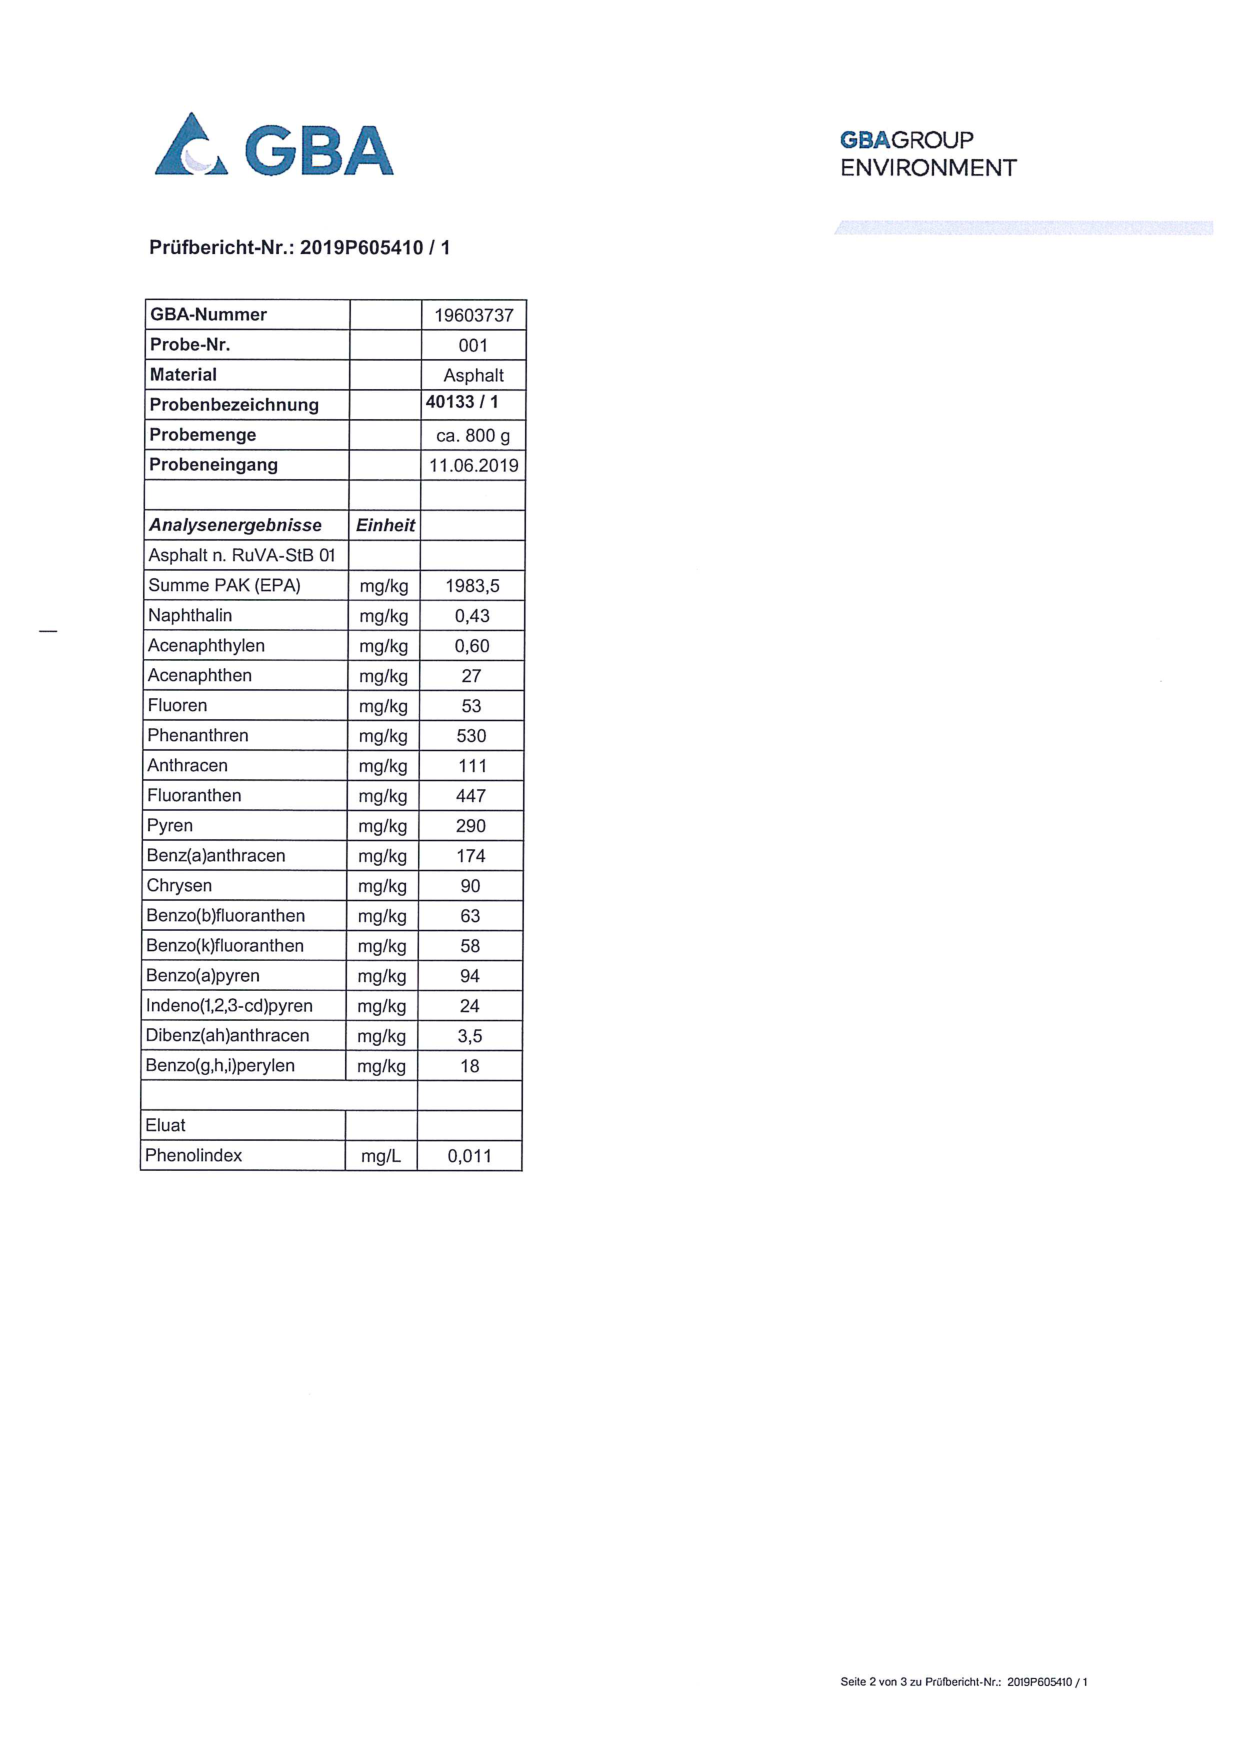 GBA
GBAGROUP
ENVIRONMENT
Prüfbericht-Nr.: 2019P605410 / 1
GBA-Nummer 19603737
Probe-Nr. 001
Material Asphalt
Probenbezeichnung 40133 / 1
Probemenge ca. 800 g
Probeneingang 11.06.2019
Analysenergebnisse Einheit
Asphalt n. RuVA-StB 01
Summe PAK (EPA) mg/kg 1983,5
Naphthalin mg/kg 0,43
Acenaphthylen mg/kg 0,60
Acenaphthen mg/kg 27
Fluoren mg/kg 53
Phenanthren mg/kg 530
Anthracen mg/kg 111
Fluoranthen mg/kg 447
Pyren mg/kg 290
Benz(a)anthracen mg/kg 174
Chrysen mg/kg 90
Benzo(b)fluoranthen mg/kg 63
Benzo(k)fluoranthen mg/kg 58
Benzo(a)pyren mg/kg 94
Indeno(1,2,3-cd)pyren mg/kg 24
Dibenz(ah)anthracen mg/kg 3,5
Benzo(g,h,i)perylen mg/kg 18
Eluat
Phenolindex mg/L 0,011
Seite 2 von 3 zu Prüfbericht-Nr.: 2019P605410 / 1